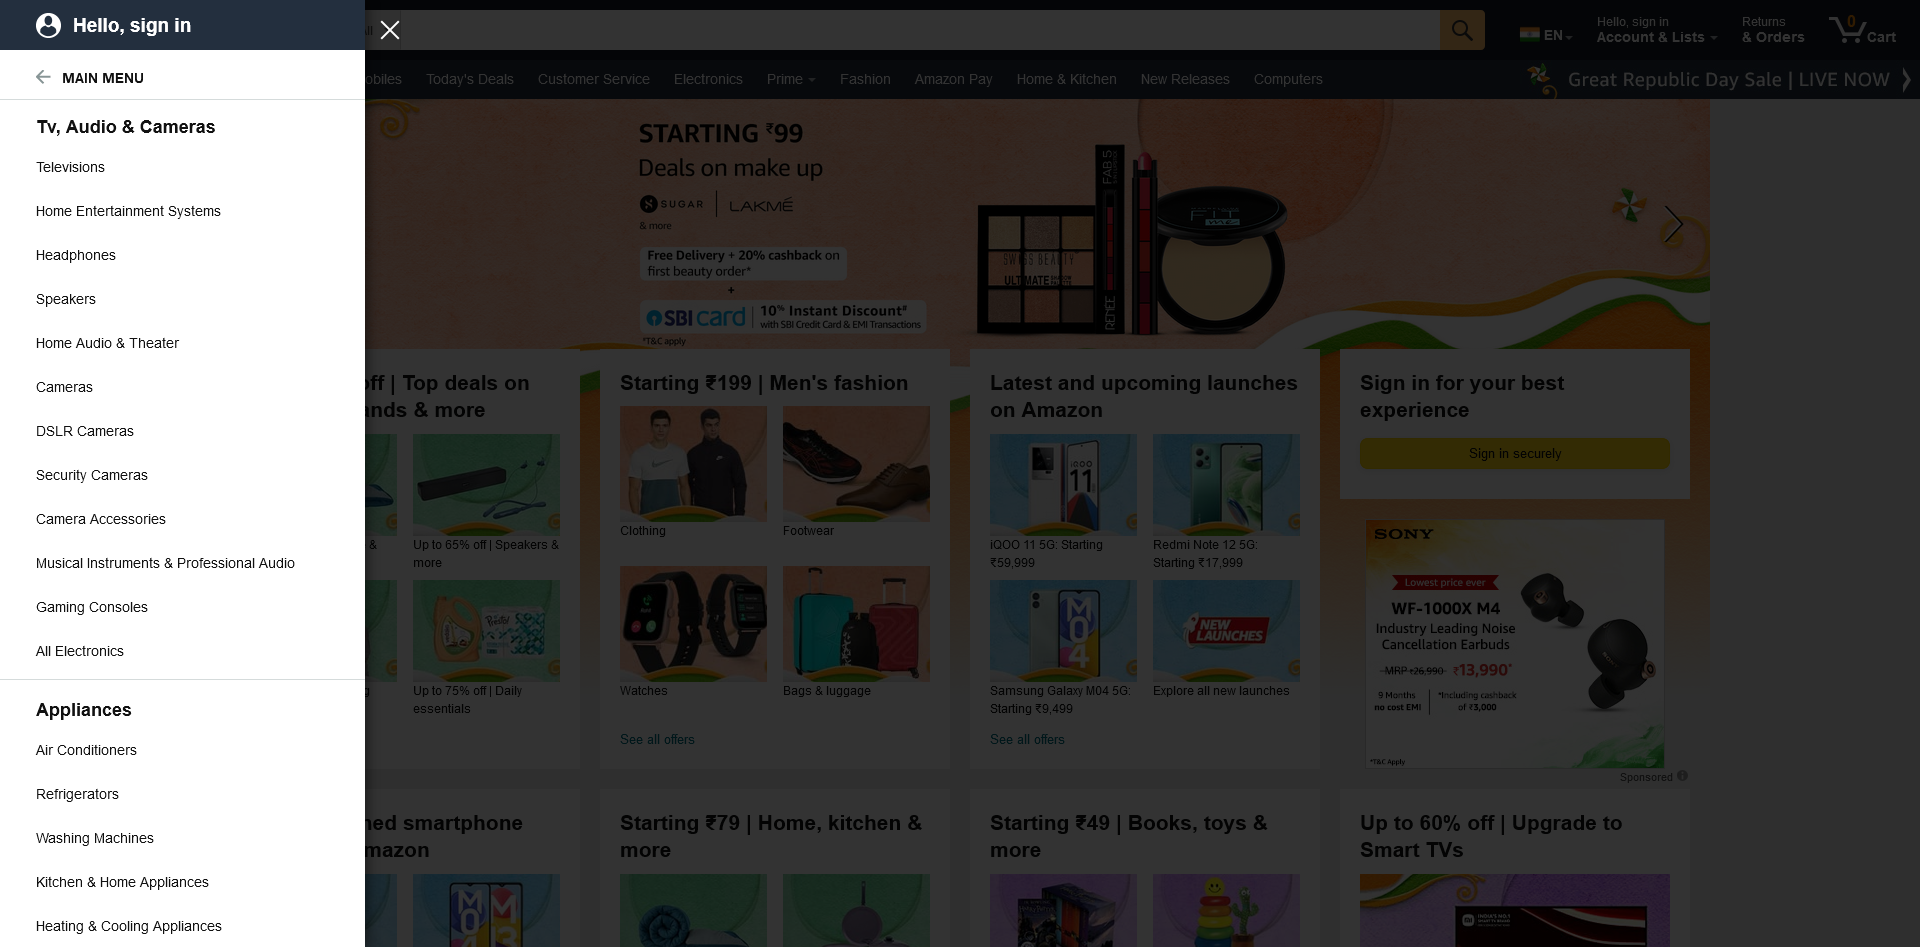 Hello, sign in
MAIN MENU
Tv, Audio & Cameras
Televisions
Home Entertainment Systems
Headphones
Speakers
Home Audio & Theater
Cameras
DSLR Cameras
Security Cameras
Camera Accessories
Musical Instruments & Professional Audio
Gaming Consoles
All Electronics
Appliances
Air Conditioners
Refrigerators
Washing Machines
Kitchen & Home Appliances
Heating & Cooling Appliances
EN
Hello, sign in
Account & Lists
Returns
& Orders
0
Cart
Today's Deals
Customer Service
Electronics
Prime
Fashion
Amazon Pay
Home & Kitchen
New Releases
Computers
Great Republic Day Sale | LIVE NOW
STARTING ₹99
Deals on make up
SUGAR
LAKMÉ
& more
Free Delivery + 20% cashback on
first beauty order*
+
SBI card
10% Instant Discount#
with SBI Credit Card & EMI Transactions
*T&C apply
SWISS BEAUTY
ULTIMATE
FAB 5
RENEE
FIT
me
off | Top deals on
& more
&
Up to 65% off | Speakers &
more
Up to 75% off | Daily
essentials
Starting ₹199 | Men's fashion
Clothing
Footwear
Watches
Bags & luggage
See all offers
Latest and upcoming launches
on Amazon
iQOO
11
iQOO 11 5G: Starting
₹59,999
Redmi Note 12 5G:
Starting ₹17,999
M04
NEW
LAUNCHES
Samsung Galaxy M04 5G:
Starting ₹9,499
Explore all new launches
See all offers
Sign in for your best
experience
Sign in securely
SONY
Lowest price ever
WF-1000X M4
Industry Leading Noise
Cancellation Earbuds
MRP ₹26,990 ₹13,990*
9 Months
no cost EMI
*Including cashback
of ₹3,000
*T&C Apply
Sponsored
smartphone
Starting ₹79 | Home, kitchen &
more
Starting ₹49 | Books, toys &
more
Up to 60% off | Upgrade to
Smart TVs